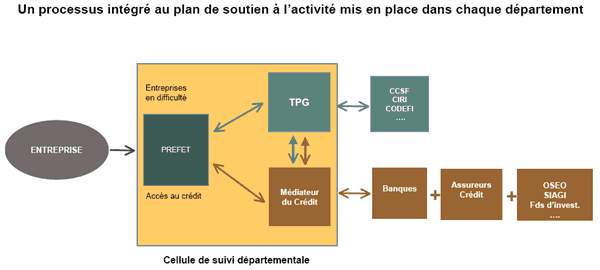 Un processus intégré au plan de soutien à l'activité mis en place dans chaque département
Entreprises
en difficulté
TPG
CCSF
CIRI
CODEFI
....
ENTREPRISE
PREFET
Accès au crédit
Médiateur
du Crédit
Banques
+
Assureurs
Crédit
+
OSEO
SIAGI
Fds d'invest.
....
Cellule de suivi départementale